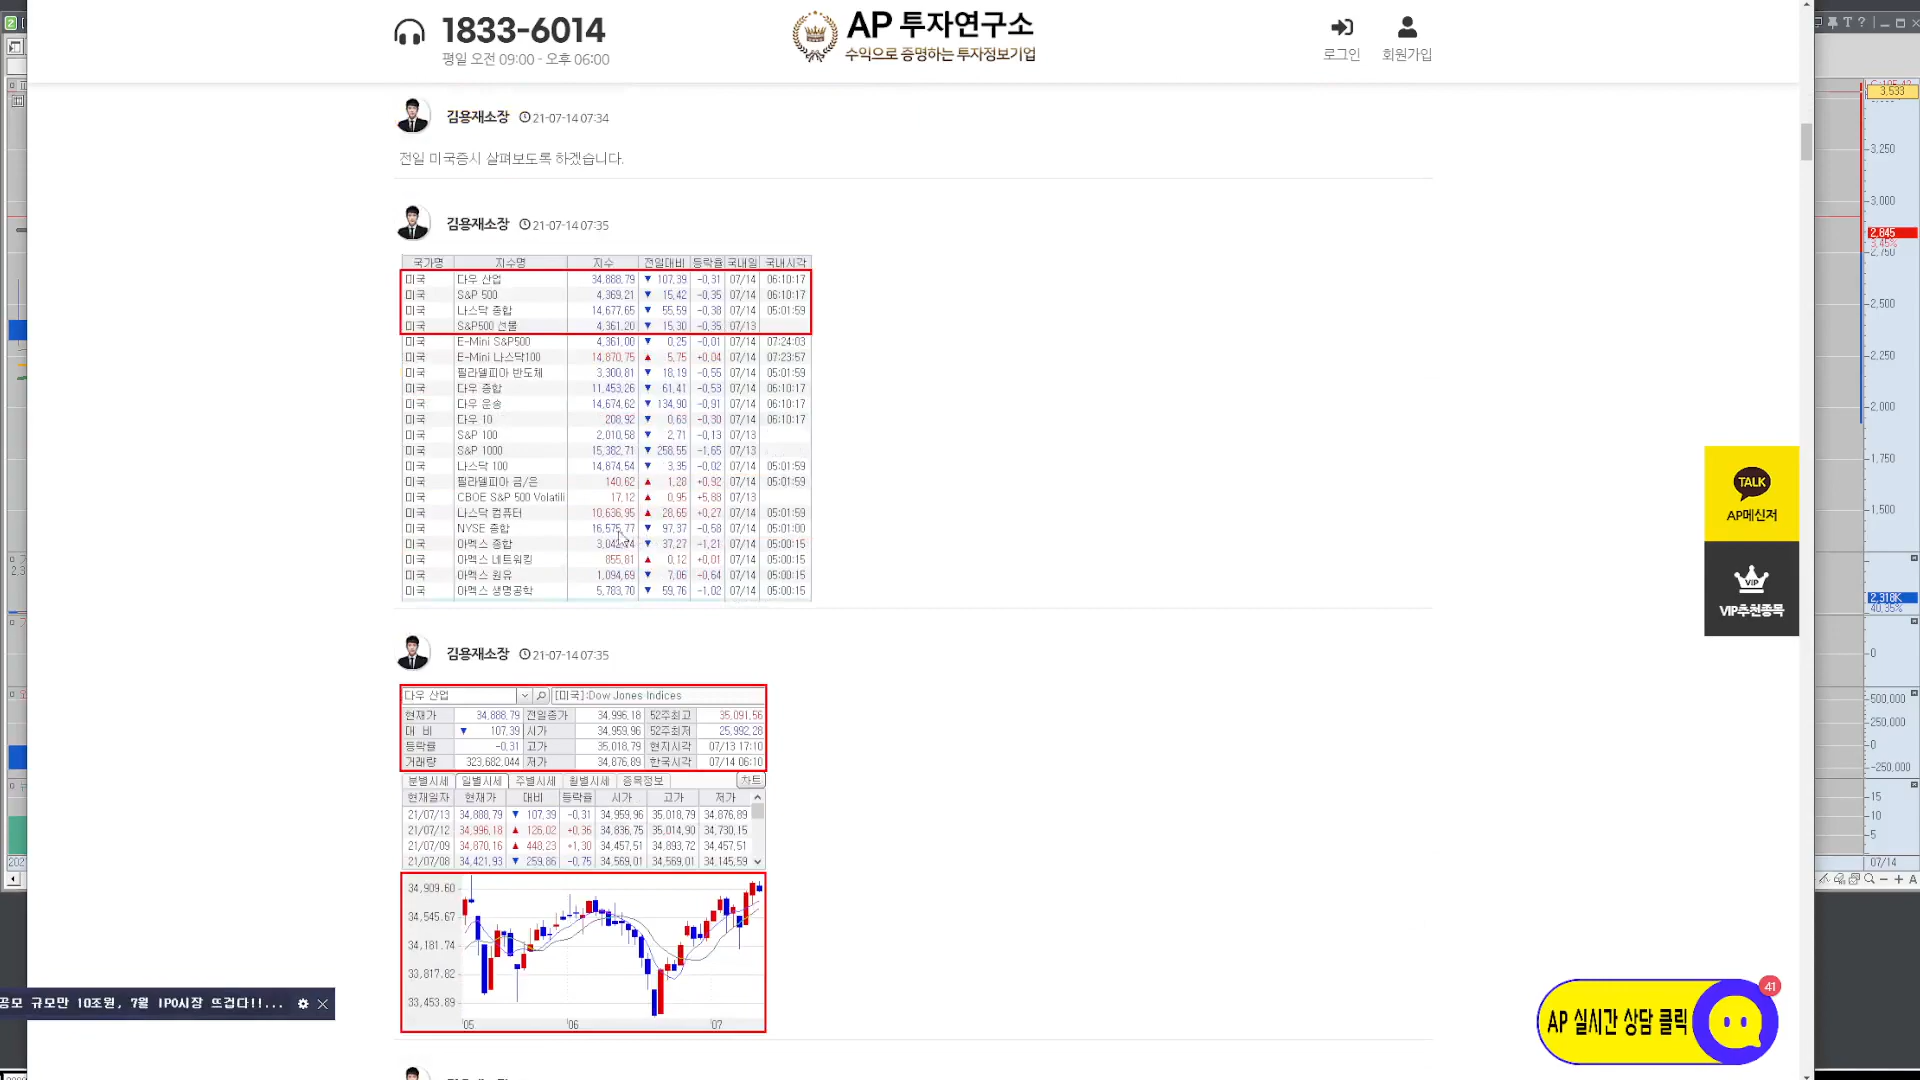 1833-6014
평일 오전 09:00 - 오후 06:00
AP 투자연구소
수익으로 증명하는 투자정보기업
로그인
회원가입
김용재소장 21-07-14 07:34
전일 미국증시 살펴보도록 하겠습니다.
김용재소장 21-07-14 07:35
국가명 지수명 지수 전일대비 등락율 국내일 국내시각
미국 다우 산업 34,888.79 ▼ 107.39 -0.31 07/14 06:10:17
미국 S&P 500 4,369.21 ▼ 15.42 -0.35 07/14 06:10:17
미국 나스닥 종합 14,677.65 ▼ 55.59 -0.38 07/14 05:01:59
미국 S&P500 선물 4,361.20 ▼ 15.30 -0.35 07/13
미국 E-Mini S&P500 4,361.00 ▼ 0.25 -0.01 07/14 07:24:03
미국 E-Mini 나스닥100 14,870.75 ▲ 5.75 +0.04 07/14 07:23:57
미국 필라델피아 반도체 3,300.81 ▼ 18.19 -0.55 07/14 05:01:59
미국 다우 종합 11,453.26 ▼ 61.41 -0.53 07/14 06:10:17
미국 다우 운송 14,674.62 ▼ 134.90 -0.91 07/14 06:10:17
미국 다우 10 208.92 ▼ 0.63 -0.30 07/14 06:10:17
미국 S&P 100 2,010.58 ▼ 2.71 -0.13 07/13
미국 S&P 1000 15,382.71 ▼ 258.55 -1.65 07/13
미국 나스닥 100 14,874.54 ▼ 3.35 -0.02 07/14 05:01:59
미국 필라델피아 금/은 140.62 ▲ 1.28 +0.92 07/14 05:01:59
미국 CBOE S&P 500 Volatili 17.12 ▲ 0.95 +5.88 07/13
미국 나스닥 컴퓨터 10,636.95 ▲ 28.65 +0.27 07/14 05:01:59
미국 NYSE 종합 16,575.77 ▼ 97.37 -0.58 07/14 05:01:00
미국 아멕스 종합 ▼ 37.27 -1.21 07/14 05:00:15
미국 아멕스 네트워킹 855.81 ▲ 0.12 +0.01 07/14 05:00:15
미국 아멕스 원유 1,094.69 ▼ 7.06 -0.64 07/14 05:00:15
미국 아멕스 생명공학 5,783.70 ▼ 59.76 -1.02 07/14 05:00:15
김용재소장 21-07-14 07:35
다우 산업 [미국]:Dow Jones Indices
현재가 34,888.79 전일종가 34,996.18 52주최고 35,091.56
대 비 ▼ 107.39 시가 34,959.96 52주최저 25,992.28
등락률 -0.31 고가 35,018.79 현지시각 07/13 17:10
거래량 323,682,044 저가 34,876.89 한국시각 07/14 06:10
분별시세 일별시세 주별시세 월별시세 종목정보 차트
현재일자 현재가 대비 등락율 시가 고가 저가
21/07/13 34,888.79 ▼ 107.39 -0.31 34,959.96 35,018.79 34,876.89
21/07/12 34,996.18 ▲ 126.02 +0.36 34,836.75 35,014.90 34,730.15
21/07/09 34,870.16 ▲ 448.23 +1.30 34,457.51 34,893.72 34,457.51
21/07/08 34,421.93 ▼ 259.86 -0.75 34,569.01 34,569.01 34,145.59
34,909.60
34,545.67
34,181.74
33,817.82
33,453.89
05 06 07
TALK
AP메신저
VIP
VIP추천종목
AP 실시간 상담 클릭
41
공모 규모만 10조원, 7월 IPO시장 뜨겁다!!...
3,533
3,250
3,000
2,845
3.45%
2,750
2,500
2,250
2,000
1,750
1,500
2,318K
40.35%
0
500,000
250,000
0
-250,000
15
10
5
07/14
A